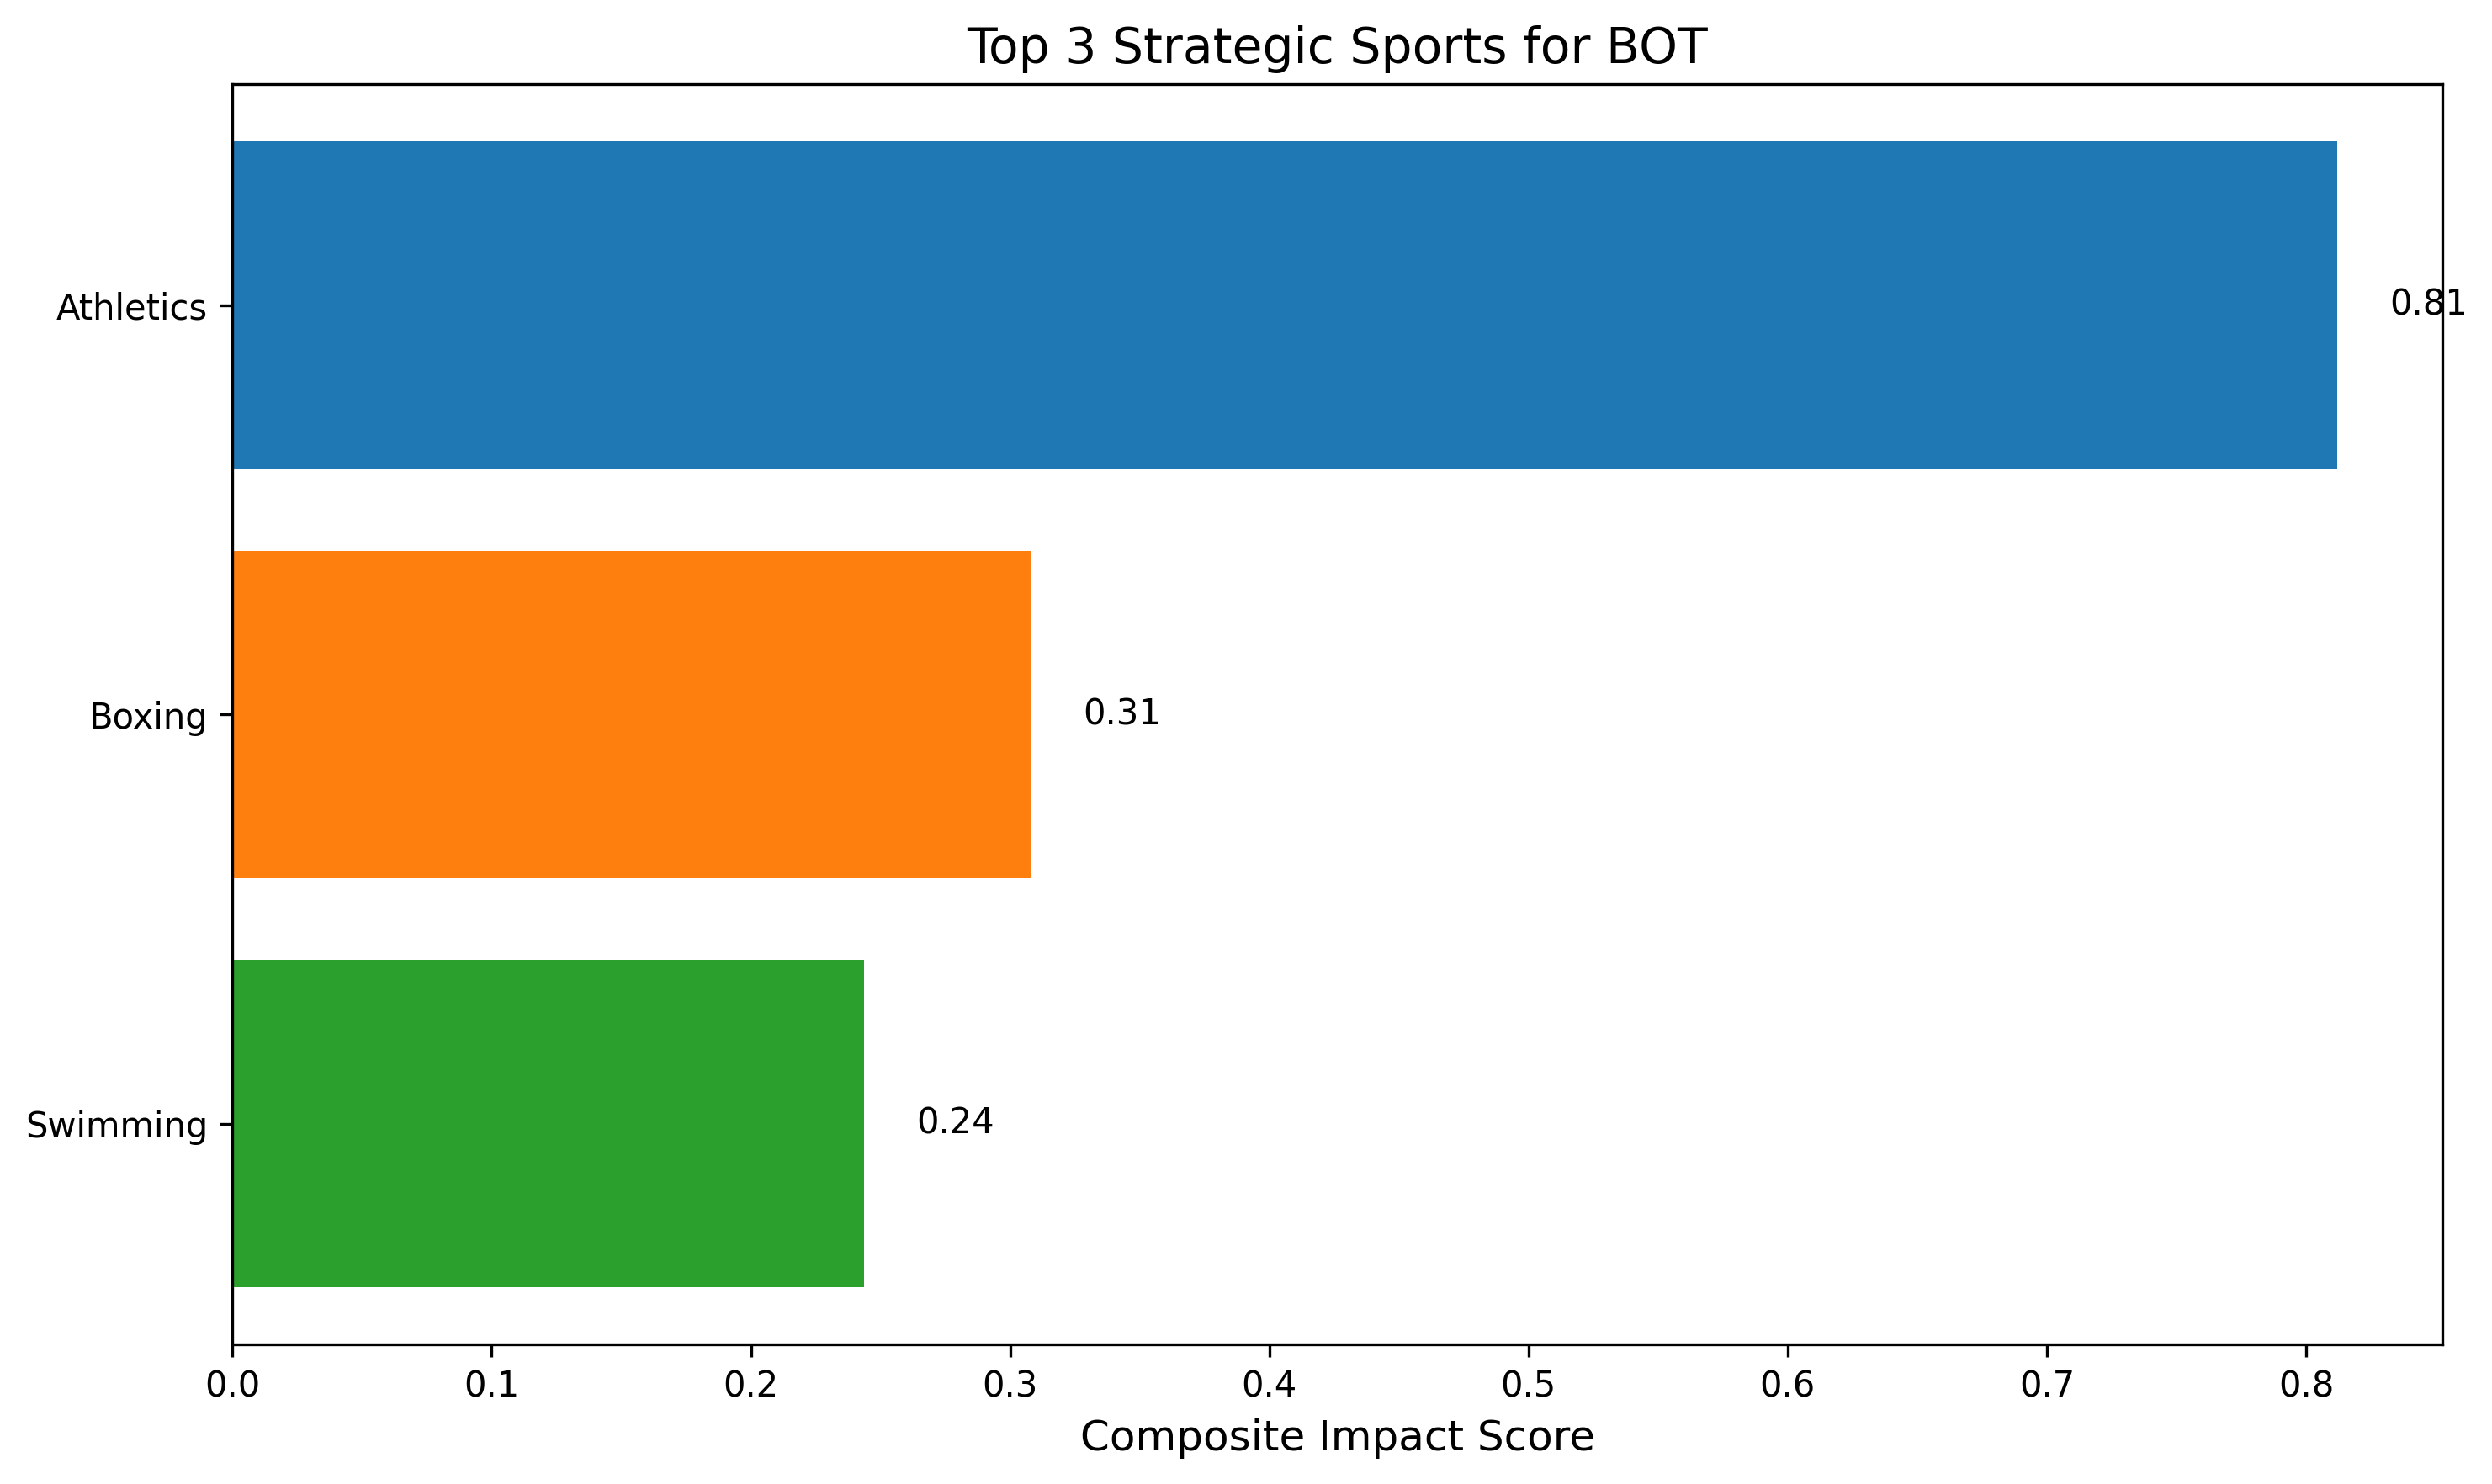 Top 3 Strategic Sports for BOT
Athletics
0.81
Boxing
0.31
Swimming
0.24
0.0 0.1 0.2 0.3 0.4 0.5 0.6 0.7 0.8
Composite Impact Score